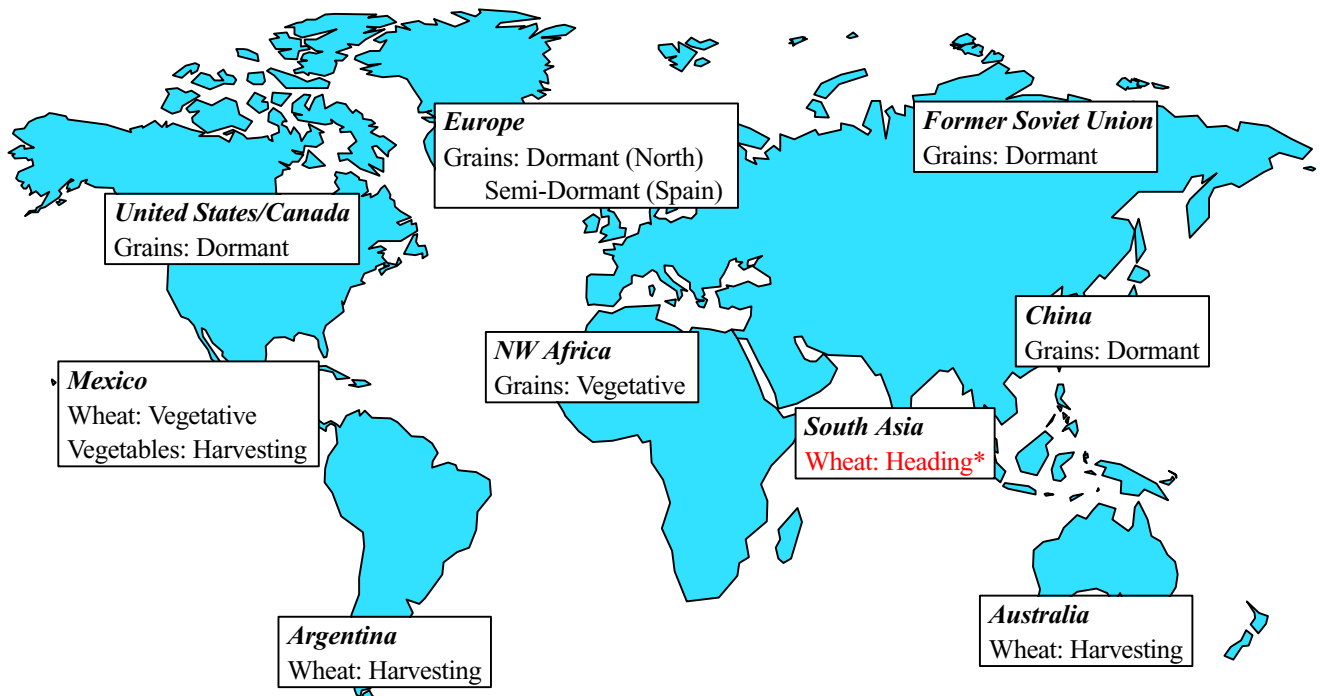 Europe
Grains: Dormant (North)
Semi-Dormant (Spain)
Former Soviet Union
Grains: Dormant
United States/Canada
Grains: Dormant
China
Grains: Dormant
NW Africa
Grains: Vegetative
Mexico
Wheat: Vegetative
Vegetables: Harvesting
South Asia
Wheat: Heading*
Argentina
Wheat: Harvesting
Australia
Wheat: Harvesting